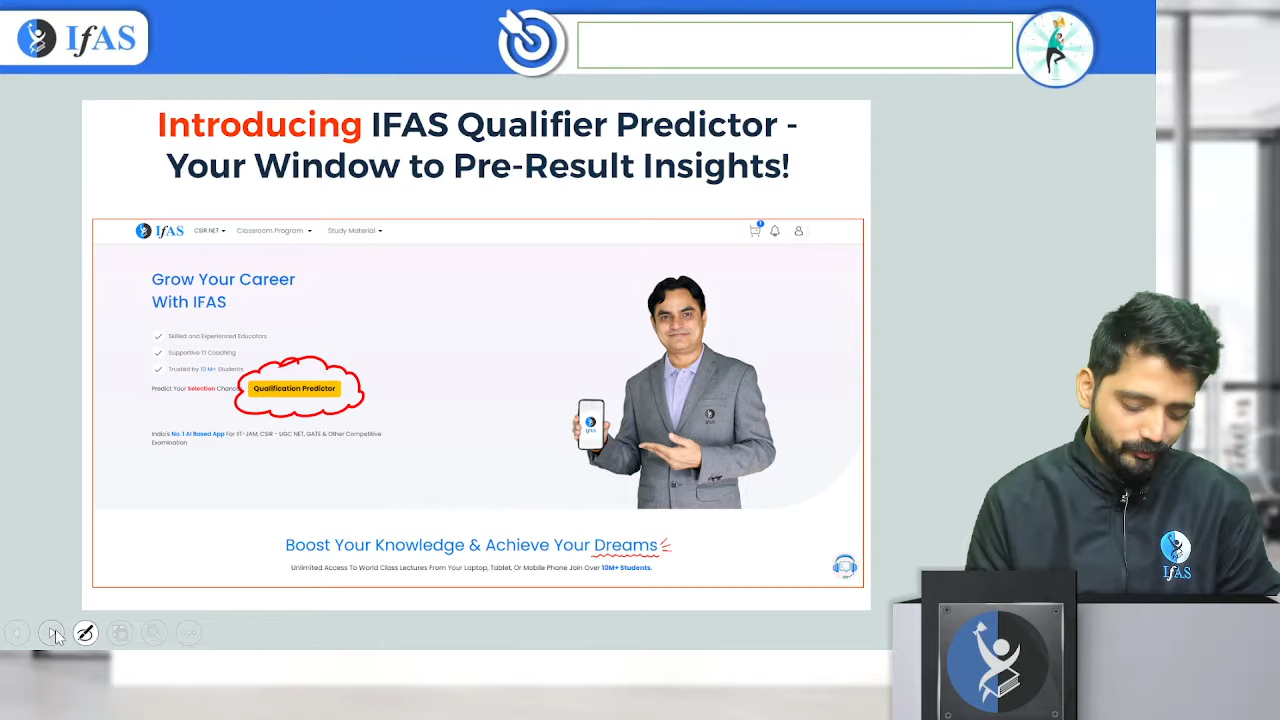 IfAS
Introducing IFAS Qualifier Predictor -
Your Window to Pre-Result Insights!
IfAS CSIR NET Classroom Program Study Material
Grow Your Career
With IFAS
Skilled and Experienced Educators
Supportive 1:1 Coaching
Trusted by 10 M+ Students
Predict Your Selection Chance Qualification Predictor
India's No. 1 AI Based App For IIT-JAM, CSIR - UGC NET, GATE & Other Competitive
Examination
IfAS
Boost Your Knowledge & Achieve Your Dreams
Unlimited Access To World Class Lectures From Your Laptop, Tablet, Or Mobile Phone Join Over 10M+ Students.
IfAS